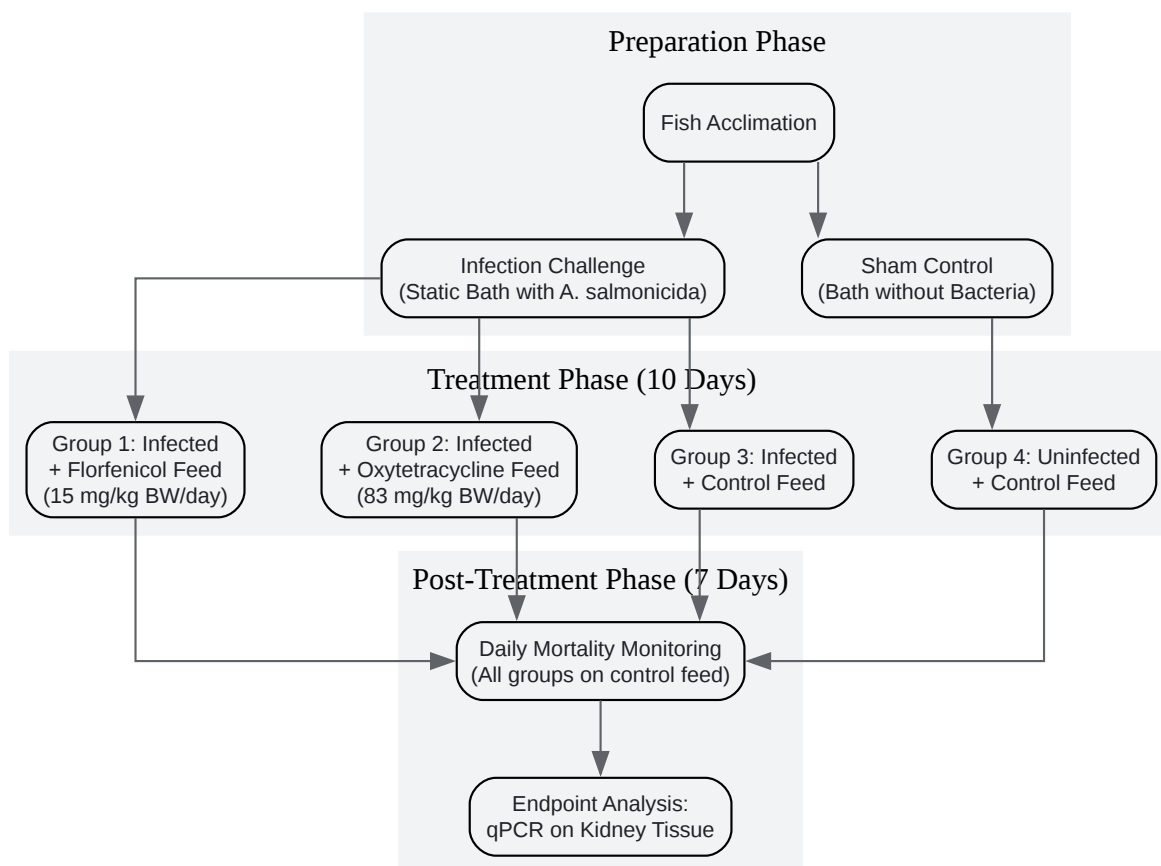 Preparation Phase
Fish Acclimation
Infection Challenge
(Static Bath with A. salmonicida)
Sham Control
(Bath without Bacteria)
Treatment Phase (10 Days)
Group 1: Infected
+ Florfenicol Feed
(15 mg/kg BW/day)
Group 2: Infected
+ Oxytetracycline Feed
(83 mg/kg BW/day)
Group 3: Infected
+ Control Feed
Group 4: Uninfected
+ Control Feed
Post-Treatment Phase (7 Days)
Daily Mortality Monitoring
(All groups on control feed)
Endpoint Analysis:
qPCR on Kidney Tissue